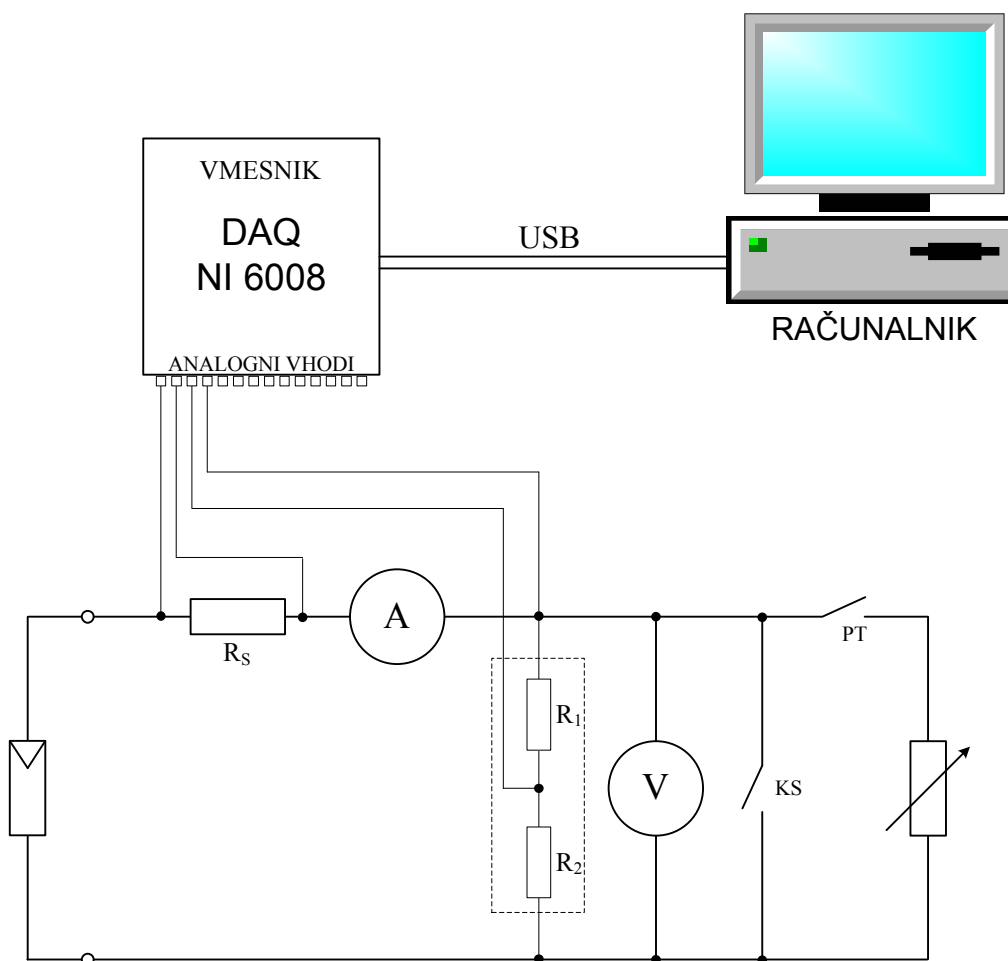 VMESNIK
DAQ
NI 6008
ANALOGNI VHODI
USB
RAČUNALNIK
R_S
A
PT
R_1
V
KS
R_2